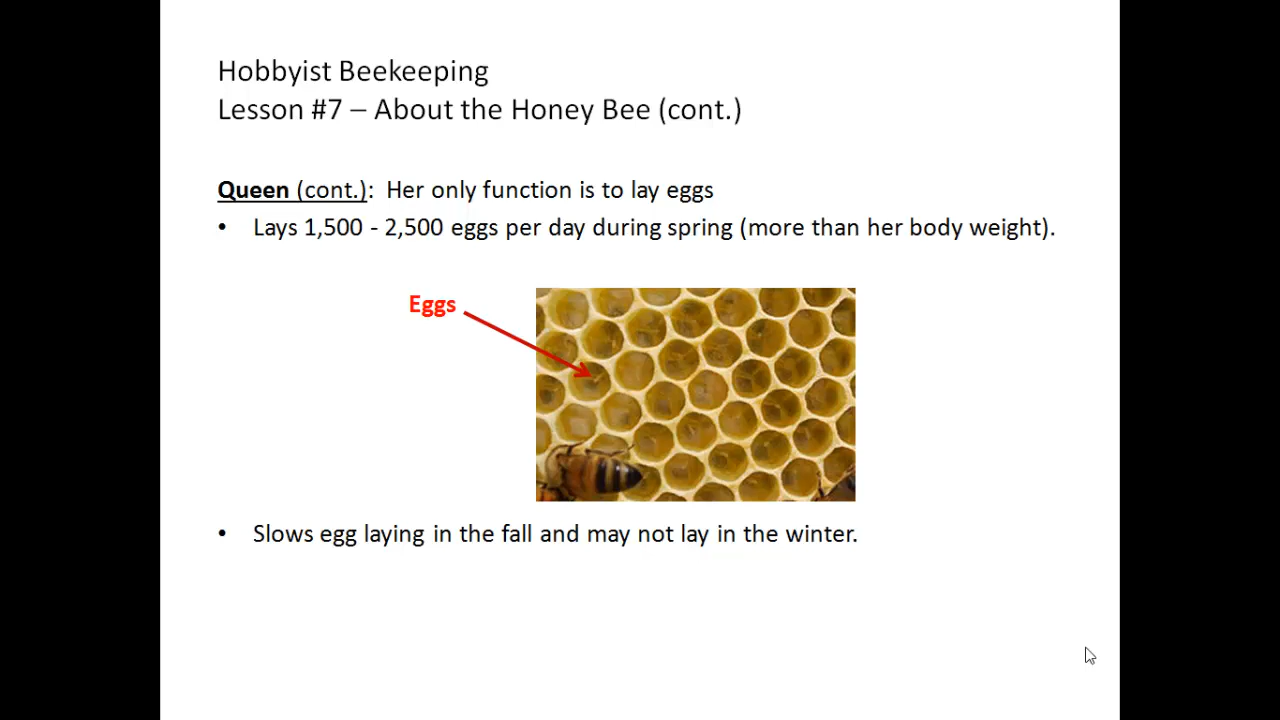 Hobbyist Beekeeping
Lesson #7 – About the Honey Bee (cont.)
Queen (cont.):  Her only function is to lay eggs
• Lays 1,500 - 2,500 eggs per day during spring (more than her body weight).
Eggs
• Slows egg laying in the fall and may not lay in the winter.